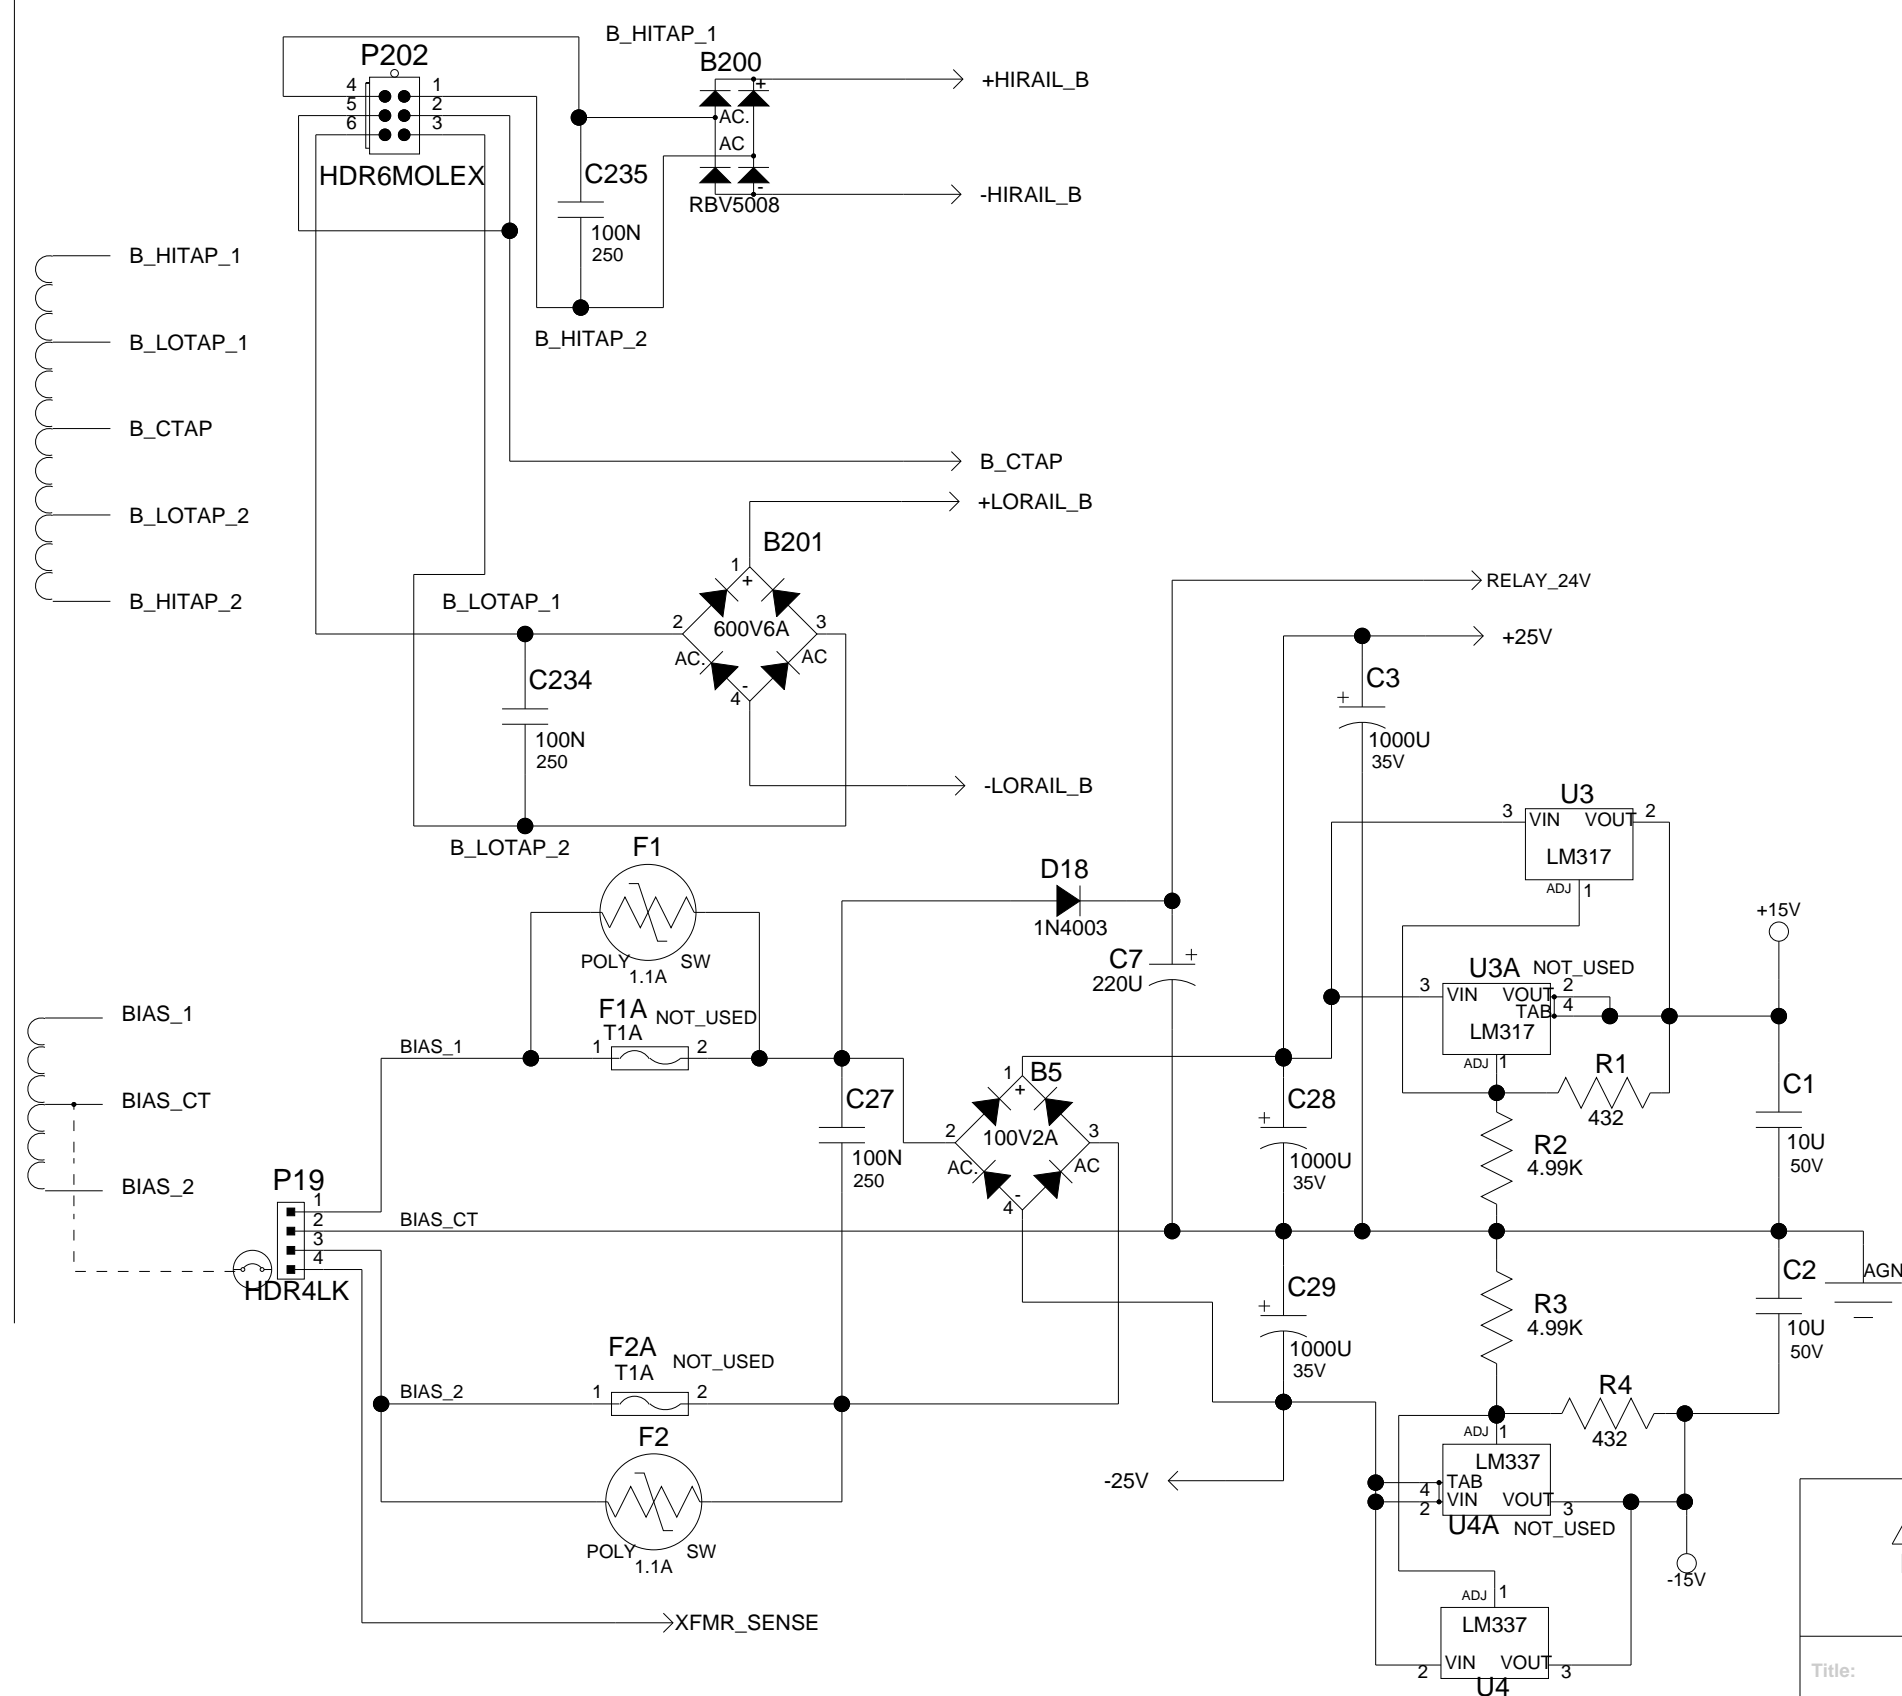 B_HITAP_1
P202
B200
4
1
5
2
6
3
+
+HIRAIL_B
AC.
AC
HDR6MOLEX
C235
-
RBV5008
-HIRAIL_B
100N
250
B_HITAP_1
B_HITAP_2
B_LOTAP_1
B_CTAP
B_CTAP
+LORAIL_B
B_LOTAP_2
B201
1
+
B_HITAP_2
B_LOTAP_1
2
600V6A
3
AC.
AC
C234
-
4
100N
250
-LORAIL_B
B_LOTAP_2
RELAY_24V
+25V
C3
+
1000U
35V
F1
POLY
SW
1.1A
F1A
NOT_USED
T1A
1
2
D18
1N4003
C7
+
220U
U3
3
VIN
VOUT
2
LM317
ADJ
1
+15V
U3A
NOT_USED
3
VIN
VOUT
2
TAB
4
LM317
ADJ
1
R1
432
R2
4.99K
C1
10U
50V
BIAS_1
BIAS_CT
BIAS_2
BIAS_1
C27
100N
250
1
B5
+
2
100V2A
3
AC.
AC
-
4
C28
+
1000U
35V
P19
1
2
3
4
HDR4LK
BIAS_CT
C29
+
1000U
35V
R3
4.99K
C2
10U
50V
AGN
F2A
NOT_USED
T1A
BIAS_2
1
2
F2
POLY
SW
1.1A
-25V
R4
432
ADJ
1
LM337
TAB
4
VIN
2
VOUT
3
U4A
NOT_USED
-15V
ADJ
1
LM337
2
VIN
VOUT
3
U4
XFMR_SENSE
Title: